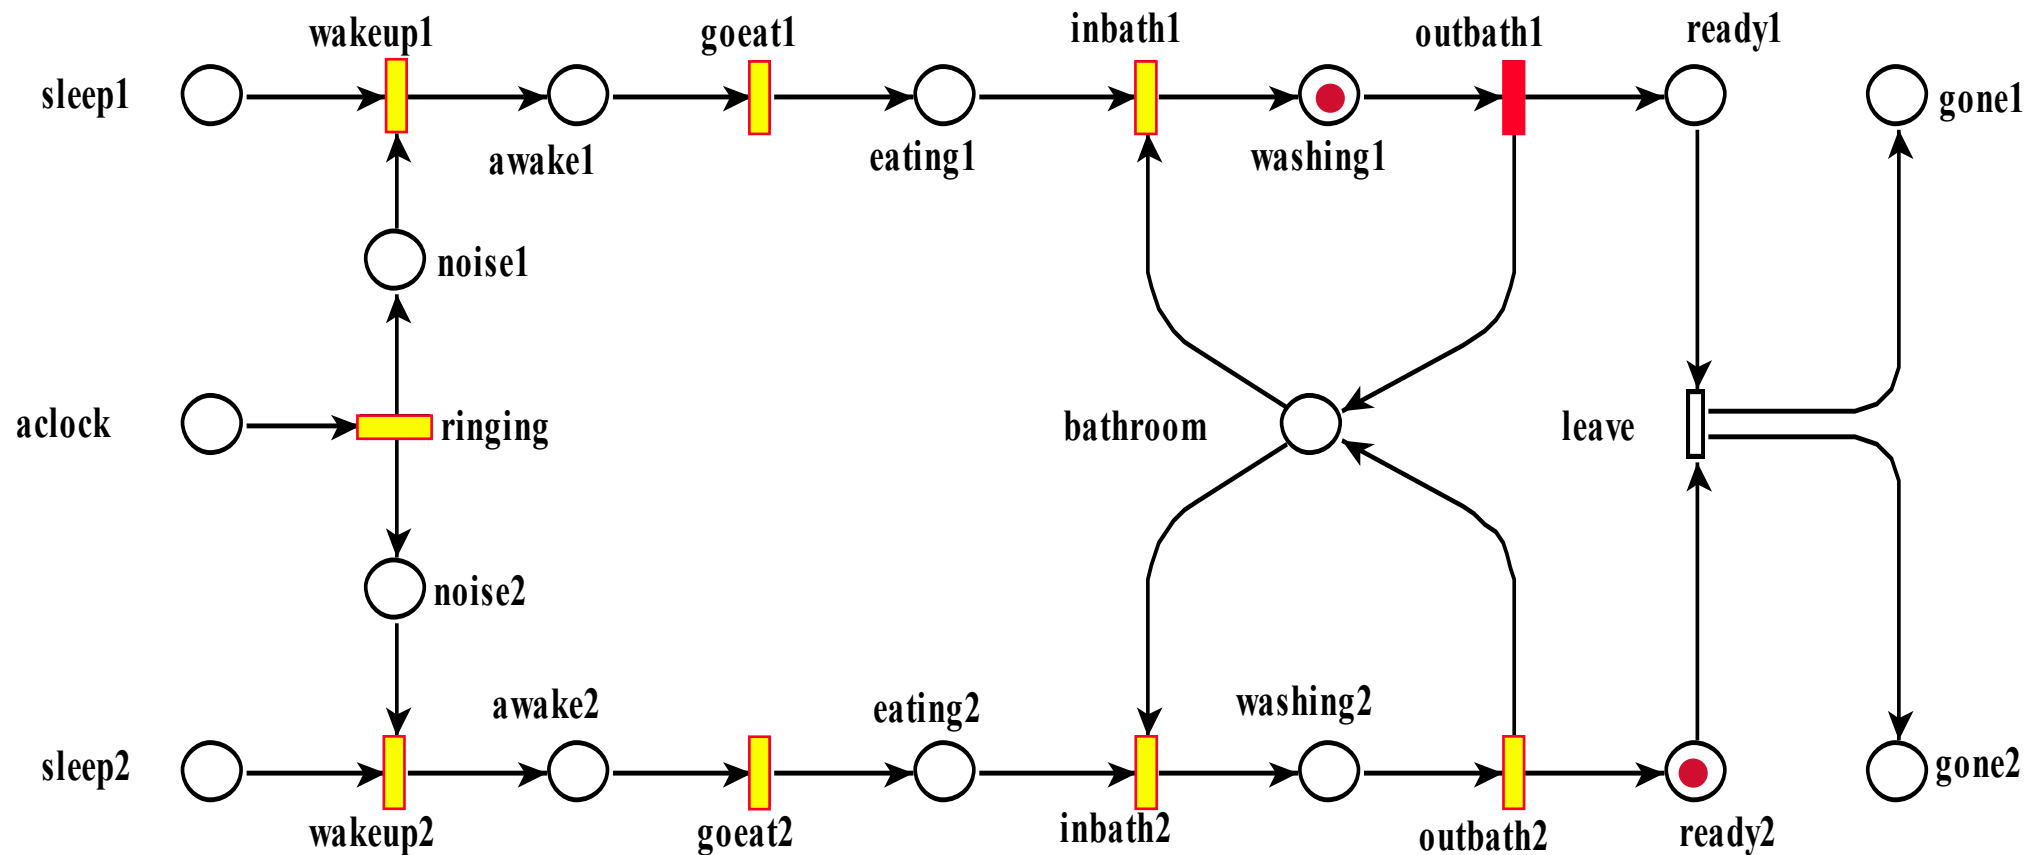 wakeup1
goeat1
inbath1
outbath1
ready1
sleep1
gone1
awake1
eating1
washing1
noise1
aclock
ringing
bathroom
leave
noise2
awake2
eating2
washing2
sleep2
gone2
wakeup2
goeat2
inbath2
outbath2
ready2